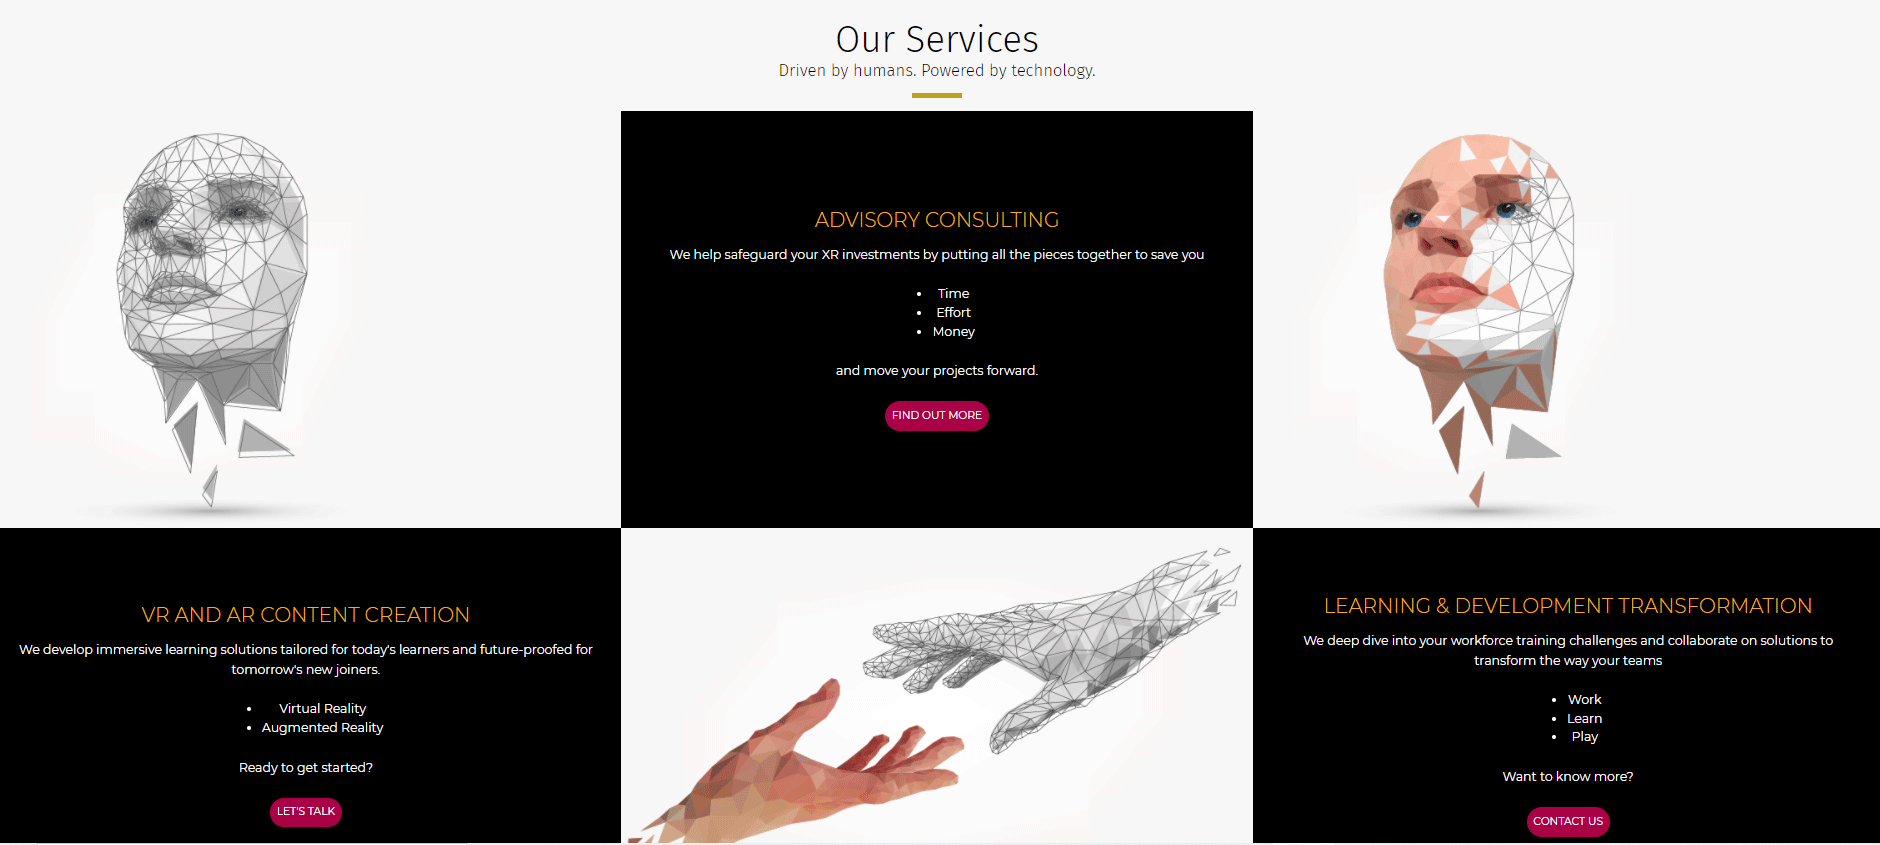 Our Services
Driven by humans. Powered by technology.
ADVISORY CONSULTING
We help safeguard your XR investments by putting all the pieces together to save you
• Time
• Effort
• Money
and move your projects forward.
FIND OUT MORE
VR AND AR CONTENT CREATION
We develop immersive learning solutions tailored for today's learners and future-proofed for
tomorrow's new joiners.
• Virtual Reality
• Augmented Reality
Ready to get started?
LET'S TALK
LEARNING & DEVELOPMENT TRANSFORMATION
We deep dive into your workforce training challenges and collaborate on solutions to
transform the way your teams
• Work
• Learn
• Play
Want to know more?
CONTACT US